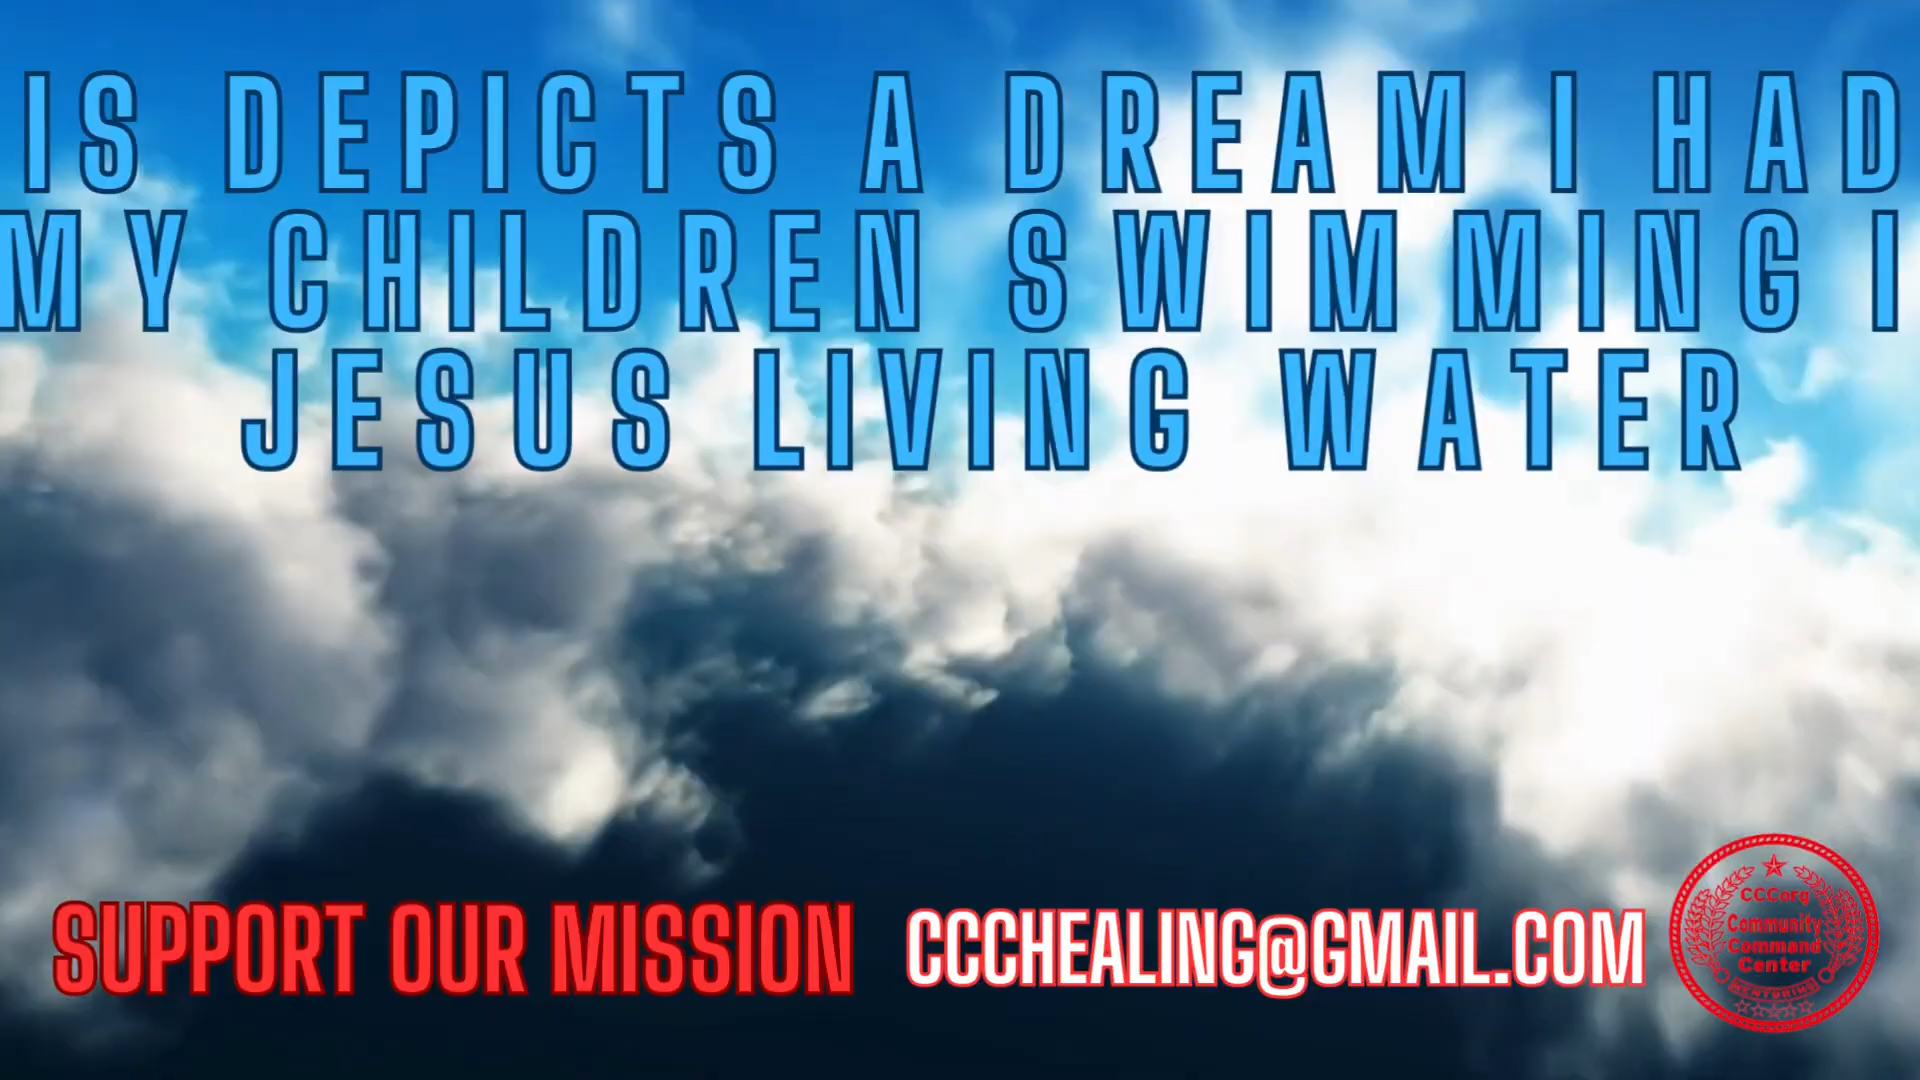 IS DEPICTS A DREAM I HAD
MY CHILDREN SWIMMING I
JESUS LIVING WATER
SUPPORT OUR MISSION
CCCHEALING@GMAIL.COM
CCCorg
Community
Command
Center
MENTORING